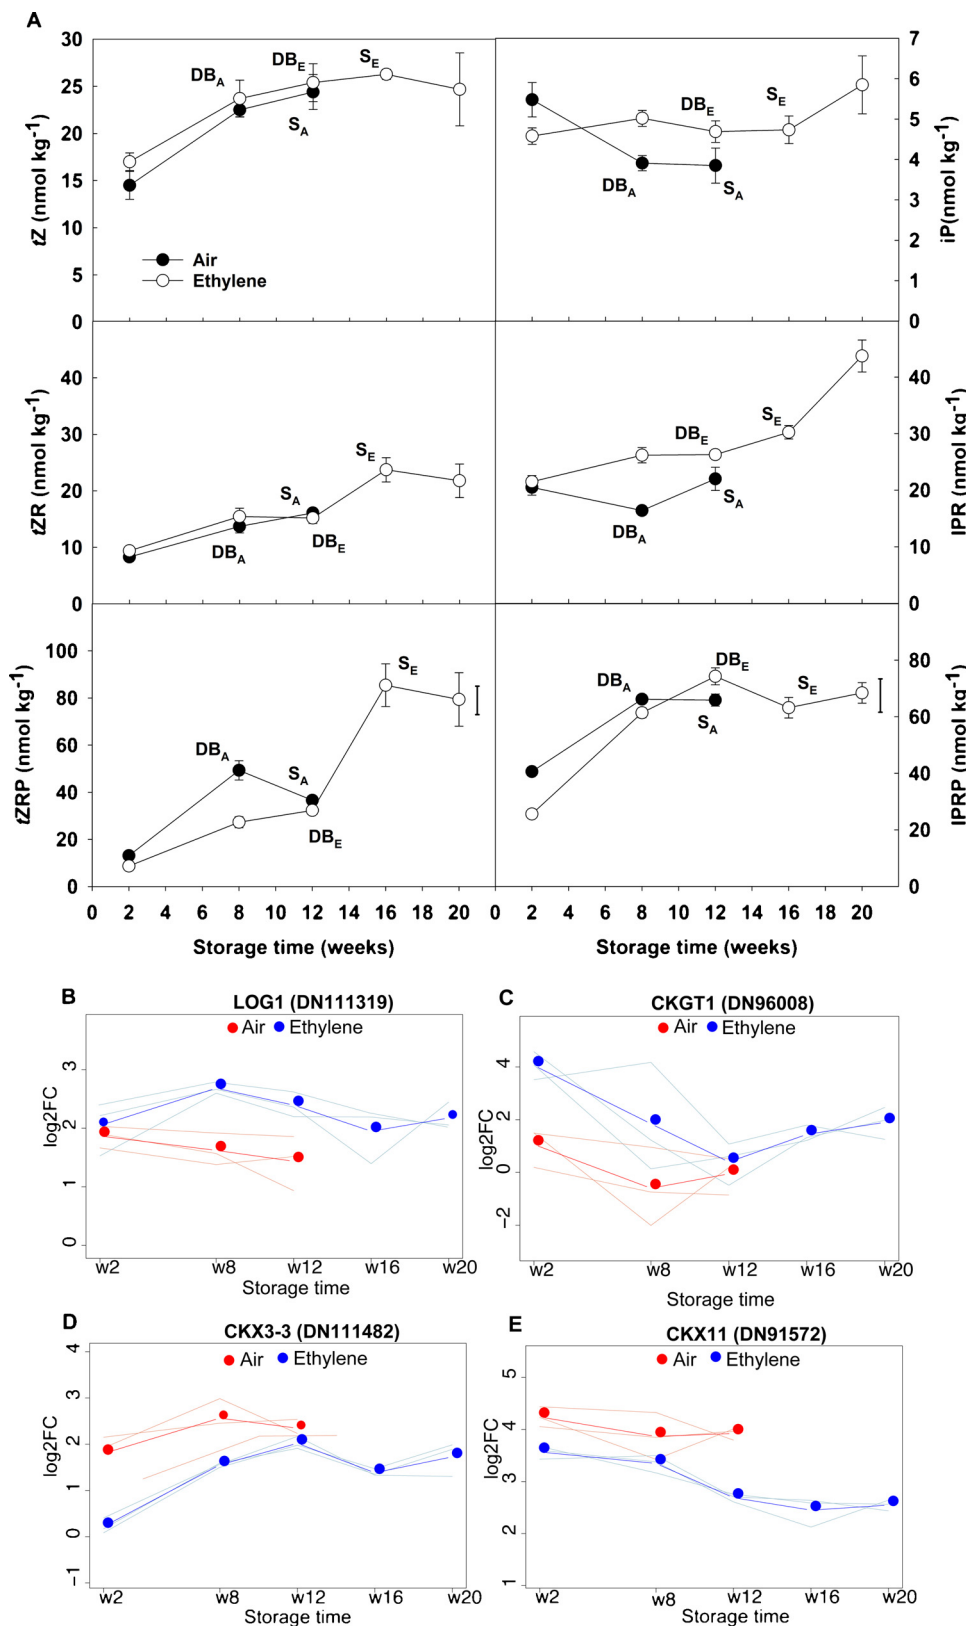 A
30
25
20
15
10
5
0
tZ (nmol kg-1)
DBA
DBE
SE
SA
Air
Ethylene
7
6
5
4
3
2
1
0
iP(nmol kg-1)
DBE
SE
DBA
SA
40
30
20
10
0
tZR (nmol kg-1)
SE
SA
DBA
DBE
40
30
20
10
0
IPR (nmol kg-1)
DBE
SE
SA
DBA
100
80
60
40
20
0
tZRP (nmol kg-1)
SE
DBA
SA
DBE
80
60
40
20
0
IPRP (nmol kg-1)
DBE
DBA
SE
SA
0 2 4 6 8 10 12 14 16 18 20
0 2 4 6 8 10 12 14 16 18 20
Storage time (weeks)
Storage time (weeks)
B
LOG1 (DN111319)
Air Ethylene
3
2
1
0
log2FC
w2 w8 w12 w16 w20
Storage time
C
CKGT1 (DN96008)
Air Ethylene
4
2
0
−2
log2FC
w2 w8 w12 w16 w20
Storage time
D
CKX3-3 (DN111482)
Air Ethylene
4
3
2
1
0
−1
log2FC
w2 w8 w12 w16 w20
Storage time
E
CKX11 (DN91572)
Air Ethylene
5
4
3
2
1
log2FC
w2 w8 w12 w16 w20
Storage time